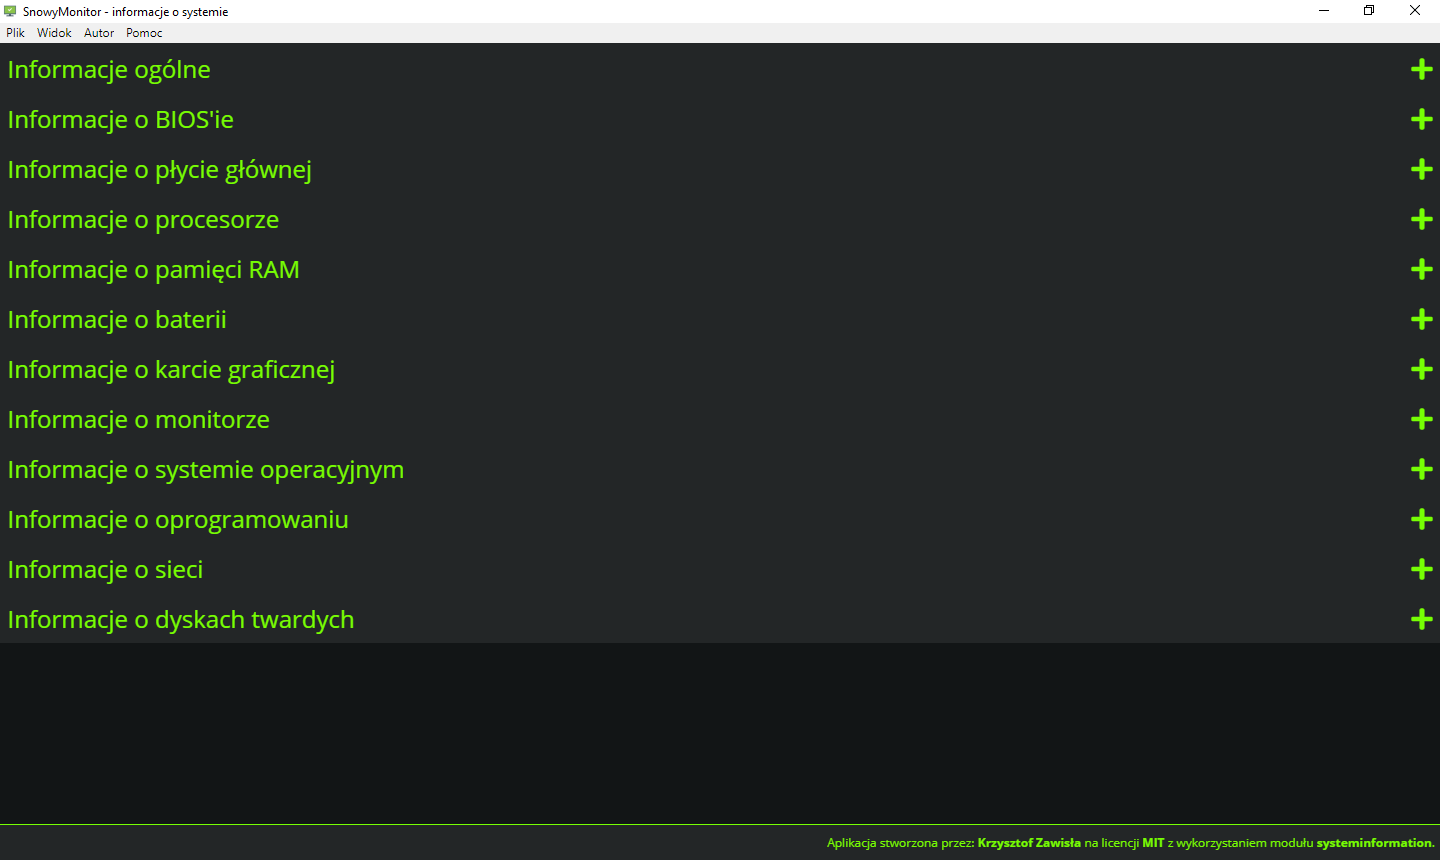 SnowyMonitor - informacje o systemie
Plik Widok Autor Pomoc
Informacje ogólne
Informacje o BIOS'ie
Informacje o płycie głównej
Informacje o procesorze
Informacje o pamięci RAM
Informacje o baterii
Informacje o karcie graficznej
Informacje o monitorze
Informacje o systemie operacyjnym
Informacje o oprogramowaniu
Informacje o sieci
Informacje o dyskach twardych
Aplikacja stworzona przez: Krzysztof Zawisła na licencji MIT z wykorzystaniem modułu systeminformation.